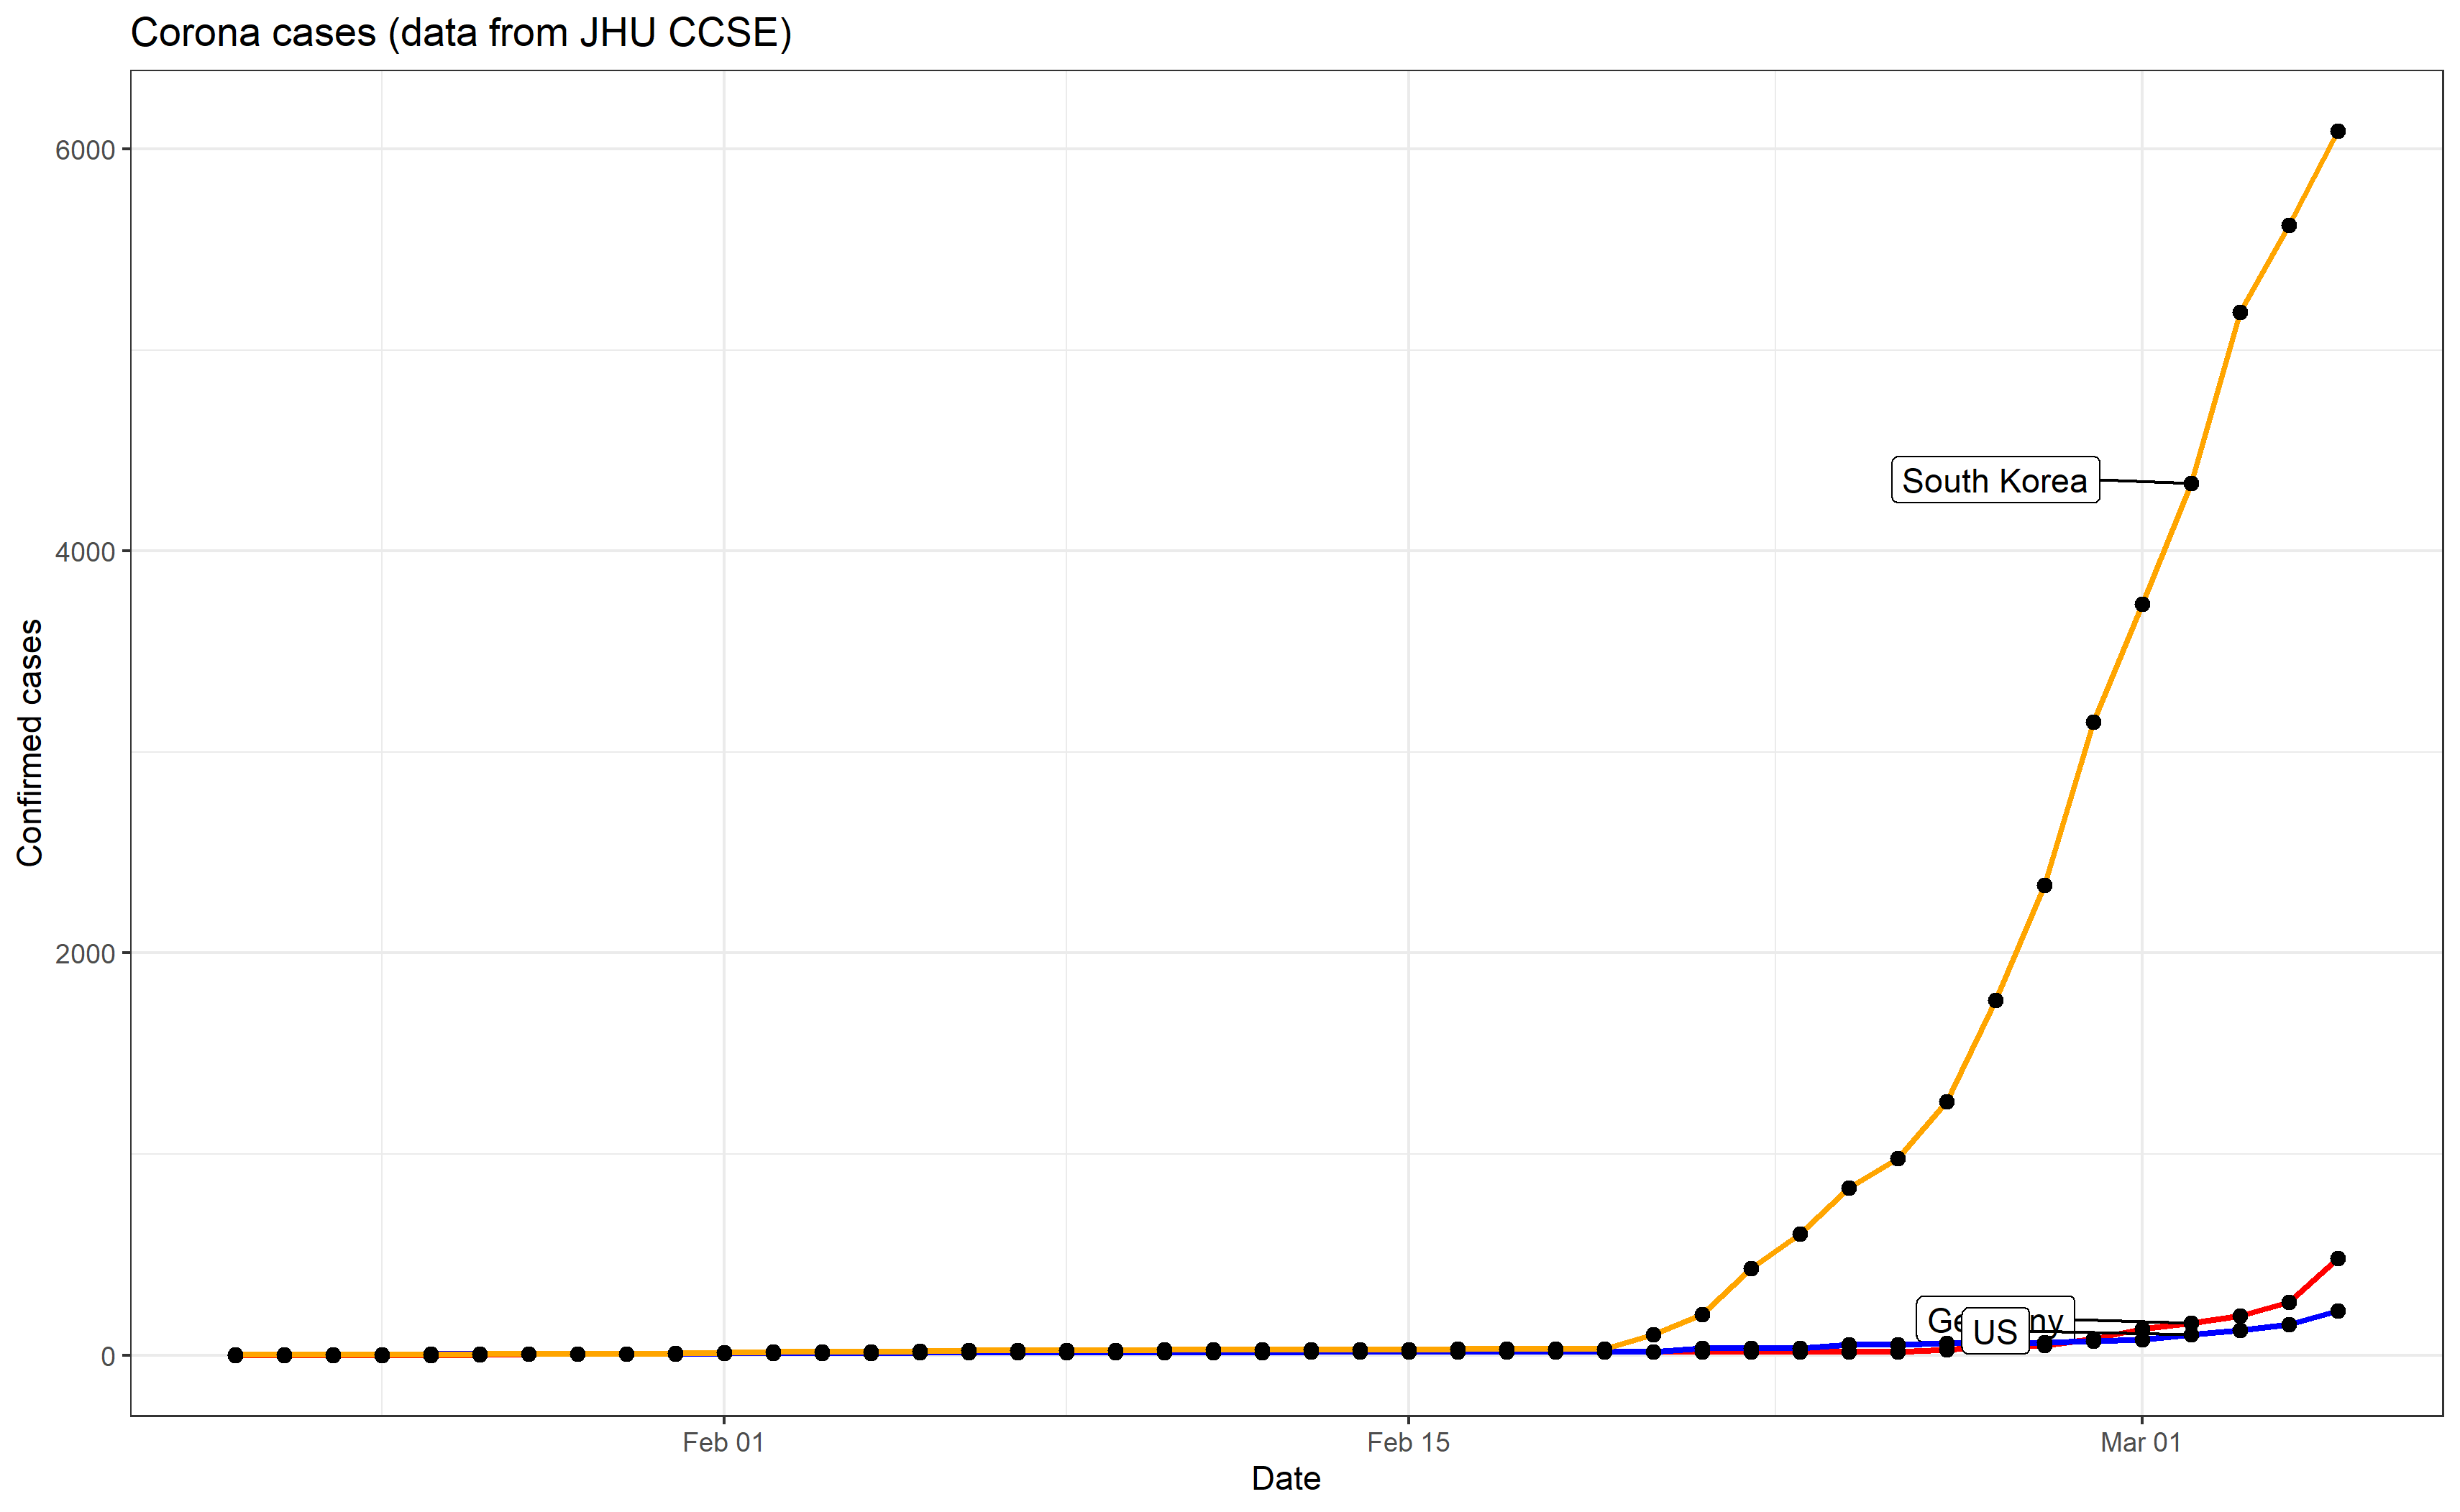 Corona cases (data from JHU CCSE)
6000
South Korea
4000
Confirmed cases
2000
US
0
Feb 01
Feb 15
Mar 01
Date